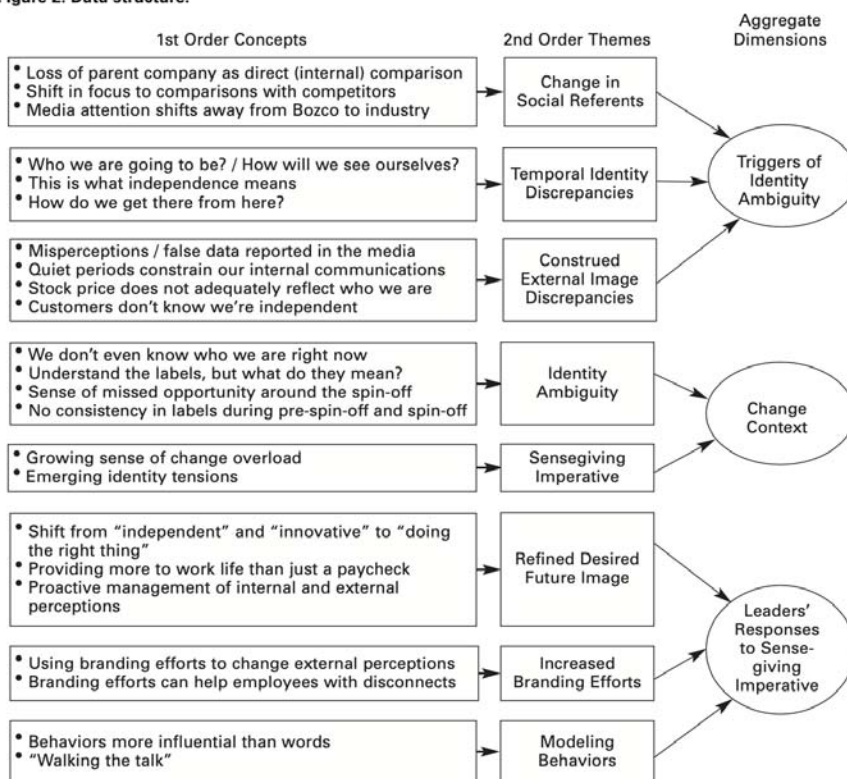 Figure 2. Data structure.
Aggregate
Dimensions
1st Order Concepts
2nd Order Themes
• Loss of parent company as direct (internal) comparison
• Shift in focus to comparisons with competitors
• Media attention shifts away from Bozco to industry
Change in
Social Referents
• Who we are going to be? / How will we see ourselves?
• This is what independence means
• How do we get there from here?
Temporal Identity
Discrepancies
Triggers of
Identity
Ambiguity
• Misperceptions / false data reported in the media
• Quiet periods constrain our internal communications
• Stock price does not adequately reflect who we are
• Customers don’t know we’re independent
Construed
External Image
Discrepancies
• We don’t even know who we are right now
• Understand the labels, but what do they mean?
• Sense of missed opportunity around the spin-off
• No consistency in labels during pre-spin-off and spin-off
Identity
Ambiguity
Change
Context
• Growing sense of change overload
• Emerging identity tensions
Sensegiving
Imperative
• Shift from “independent” and “innovative” to “doing
the right thing”
• Providing more to work life than just a paycheck
• Proactive management of internal and external
perceptions
Refined Desired
Future Image
Leaders’
Responses
to Sense-
giving
Imperative
• Using branding efforts to change external perceptions
• Branding efforts can help employees with disconnects
Increased
Branding Efforts
• Behaviors more influential than words
• “Walking the talk”
Modeling
Behaviors